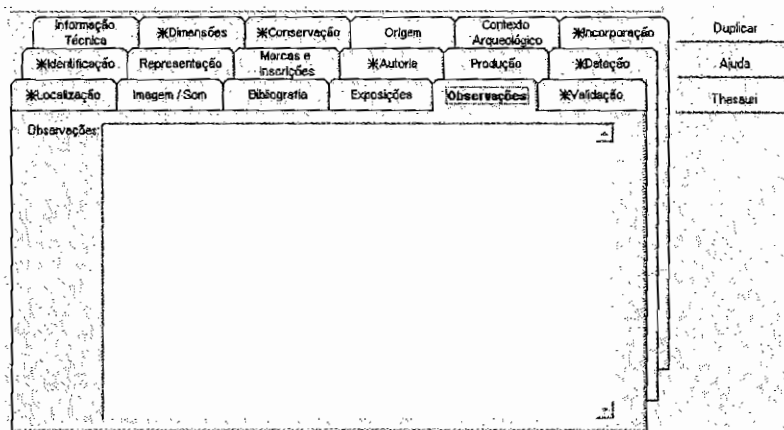 Informação Técnica
✳Dimensões
✳Conservação
Origem
Contexto Arqueológico
✳Incorporação
Duplicar
✳Identificação
Representação
Marcas e Inscrições
✳Autoria
Produção
✳Datação
Ajuda
✳Localização
Imagem / Som
Bibliografia
Exposições
Observações
✳Validação
Thesauri
Observações: